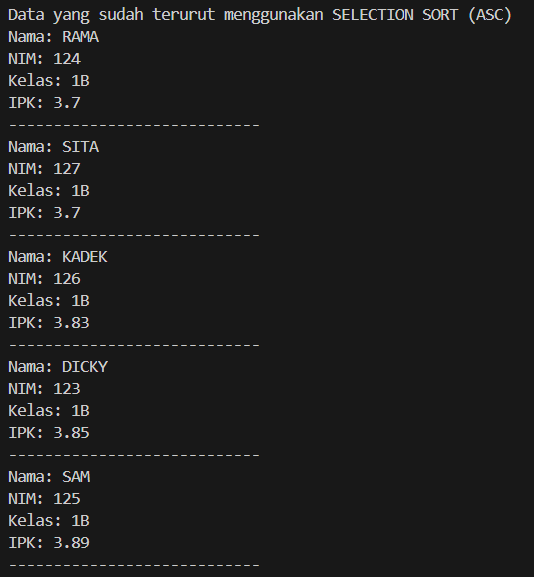 Data yang sudah terurut menggunakan SELECTION SORT (ASC)
Nama: RAMA
NIM: 124
Kelas: 1B
IPK: 3.7
----------------------------
Nama: SITA
NIM: 127
Kelas: 1B
IPK: 3.7
----------------------------
Nama: KADEK
NIM: 126
Kelas: 1B
IPK: 3.83
----------------------------
Nama: DICKY
NIM: 123
Kelas: 1B
IPK: 3.85
----------------------------
Nama: SAM
NIM: 125
Kelas: 1B
IPK: 3.89
----------------------------